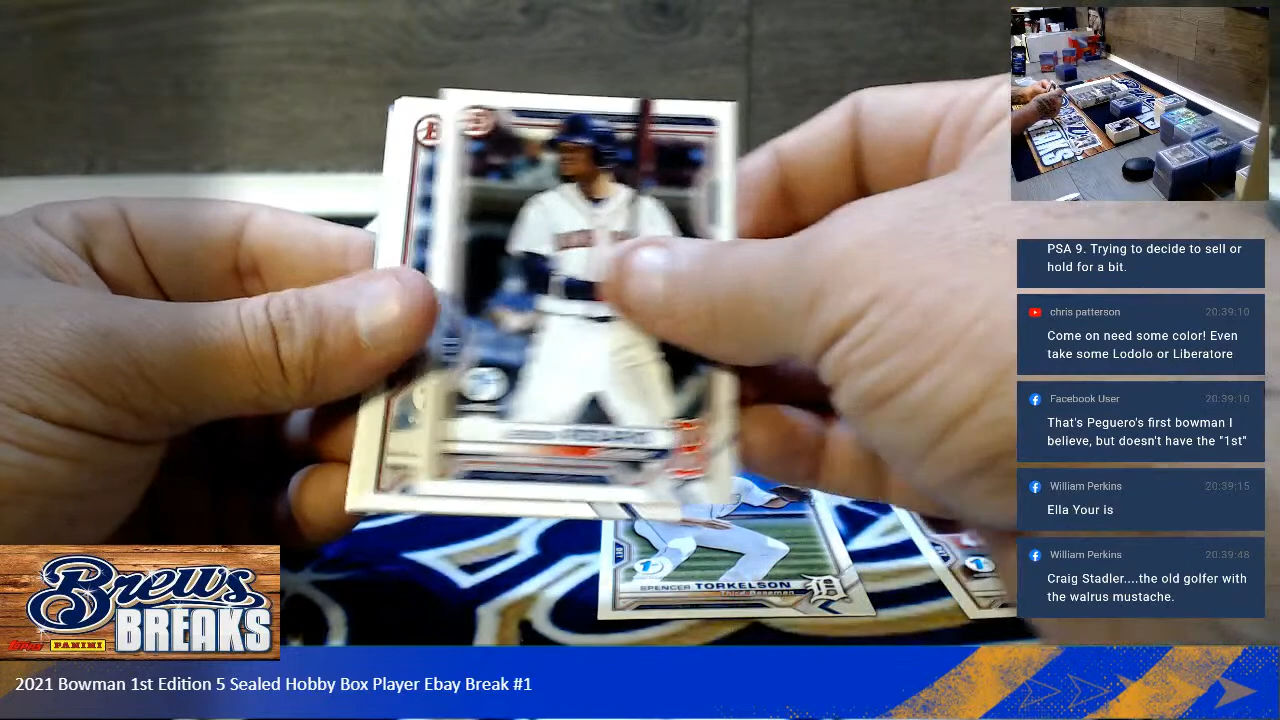 PSA 9. Trying to decide to sell or
hold for a bit.
chris patterson 20:39:10
Come on need some color! Even
take some Lodolo or Liberatore
Facebook User 20:39:10
That's Peguero's first bowman I
believe, but doesn't have the "1st"
William Perkins 20:39:15
Ella Your is
William Perkins 20:39:48
Craig Stadler....the old golfer with
the walrus mustache.
BREAKS
DET
1st
SPENCER TORKELSON
Third Baseman
D
Brews
BREAKS
Topps PANINI
2021 Bowman 1st Edition 5 Sealed Hobby Box Player Ebay Break #1